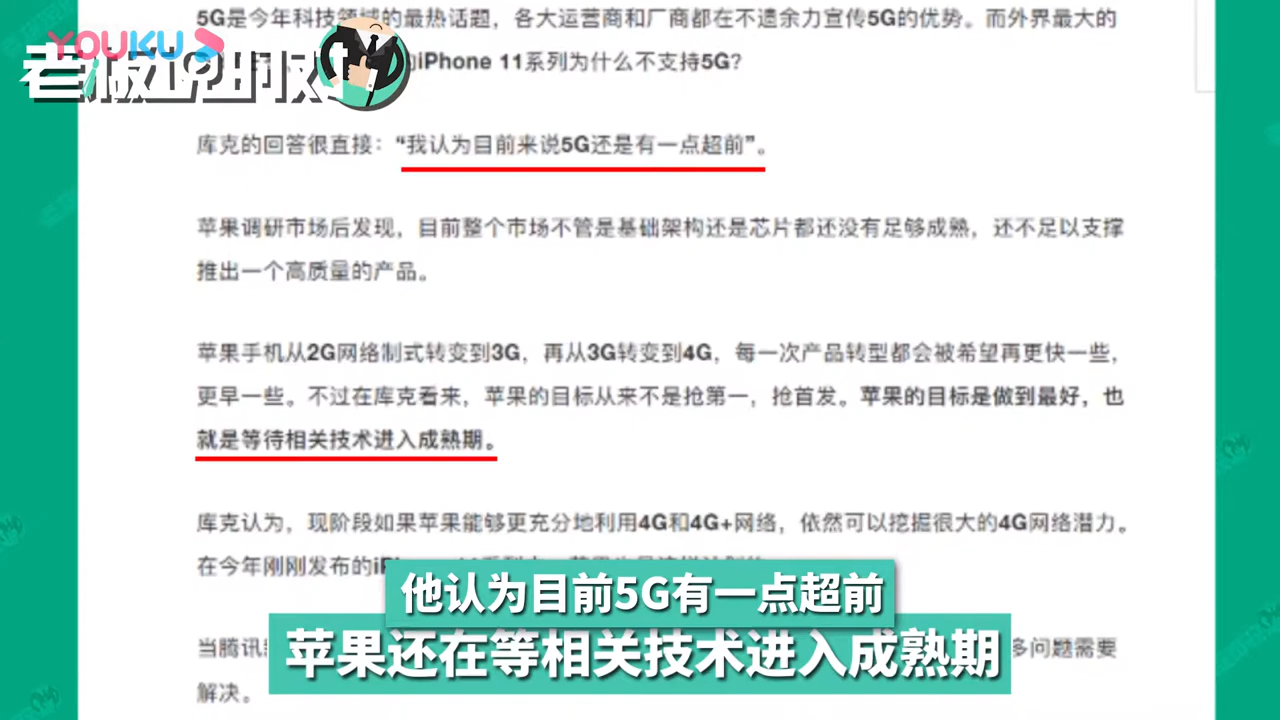 5G是今年科技领域的最热话题，各大运营商和厂商都在不遗余力宣传5G的优势。而外界最大的
YOUKU
老板说的对
iPhone 11系列为什么不支持5G？
库克的回答很直接：“我认为目前来说5G还是有一点超前”。
苹果调研市场后发现，目前整个市场不管是基础架构还是芯片都还没有足够成熟，还不足以支撑
推出一个高质量的产品。
苹果手机从2G网络制式转变到3G，再从3G转变到4G，每一次产品转型都会被希望再更快一些，
更早一些。不过在库克看来，苹果的目标从来不是抢第一，抢首发。苹果的目标是做到最好，也
就是等待相关技术进入成熟期。
库克认为，现阶段如果苹果能够更充分地利用4G和4G+网络，依然可以挖掘很大的4G网络潜力。
在今年刚刚发布的iP
他认为目前5G有一点超前
当腾讯
苹果还在等相关技术进入成熟期
多问题需要
解决。